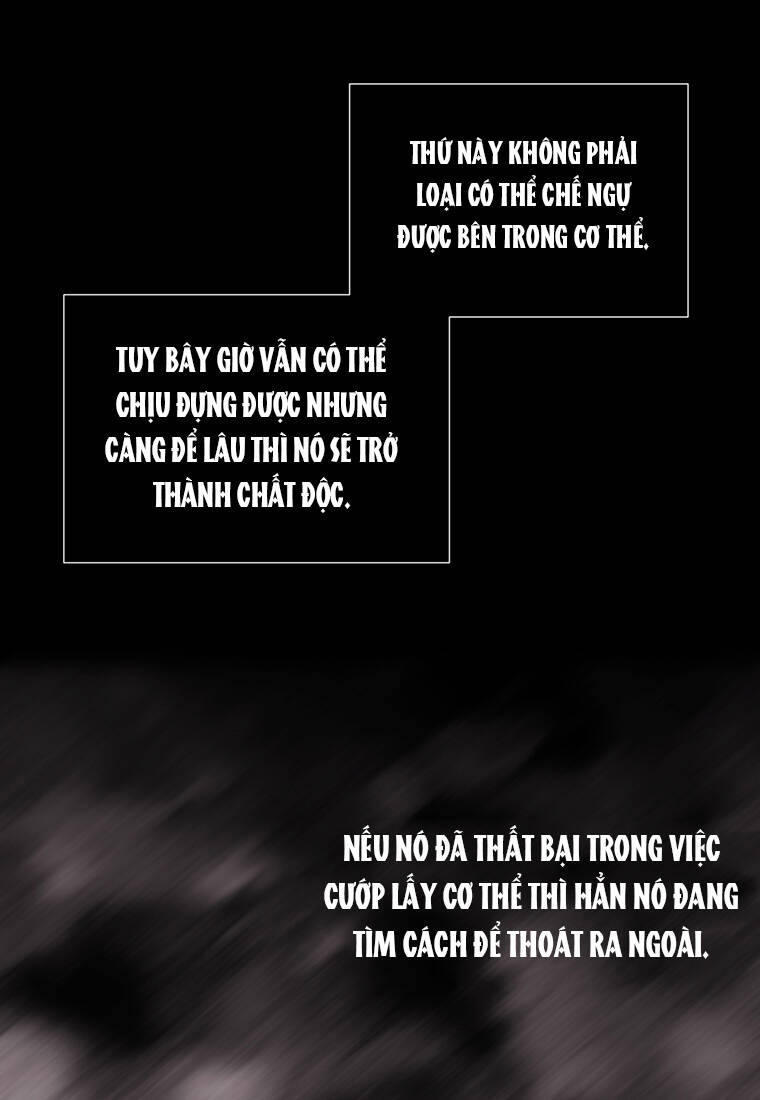 THỨ NÀY KHÔNG PHẢI
LOẠI CÓ THỂ CHẾ NGỰ
ĐƯỢC BÊN TRONG CƠ THỂ.
TUY BÂY GIỜ VẪN CÓ THỂ
CHỊU ĐỰNG ĐƯỢC NHƯNG
CÀNG ĐỂ LÂU THÌ NÓ SẼ TRỞ
THÀNH CHẤT ĐỘC.
NẾU NÓ ĐÃ THẤT BẠI TRONG VIỆC
CƯỚP LẤY CƠ THỂ THÌ HẲN NÓ ĐANG
TÌM CÁCH ĐỂ THOÁT RA NGOÀI.